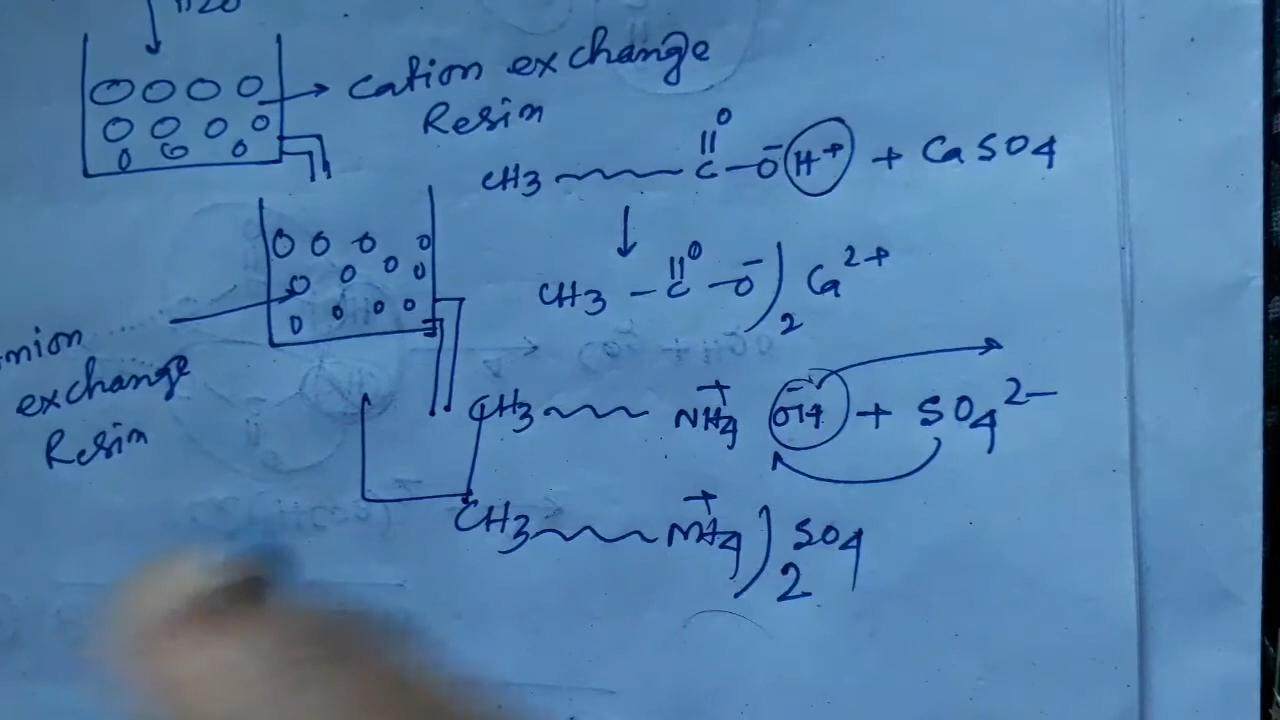 H2O
cation exchange
Resin
O
||
CH3 ~~~ C – O⁻ H⁺ + CaSO4
↓
O
||
CH3 – C – O⁻ )₂ Ca²⁺
anion
exchange
Resin
CH3 ~~~ NH4⁺ OH⁻ + SO4²⁻
CH3 ~~~ NH4⁺ )₂ SO4